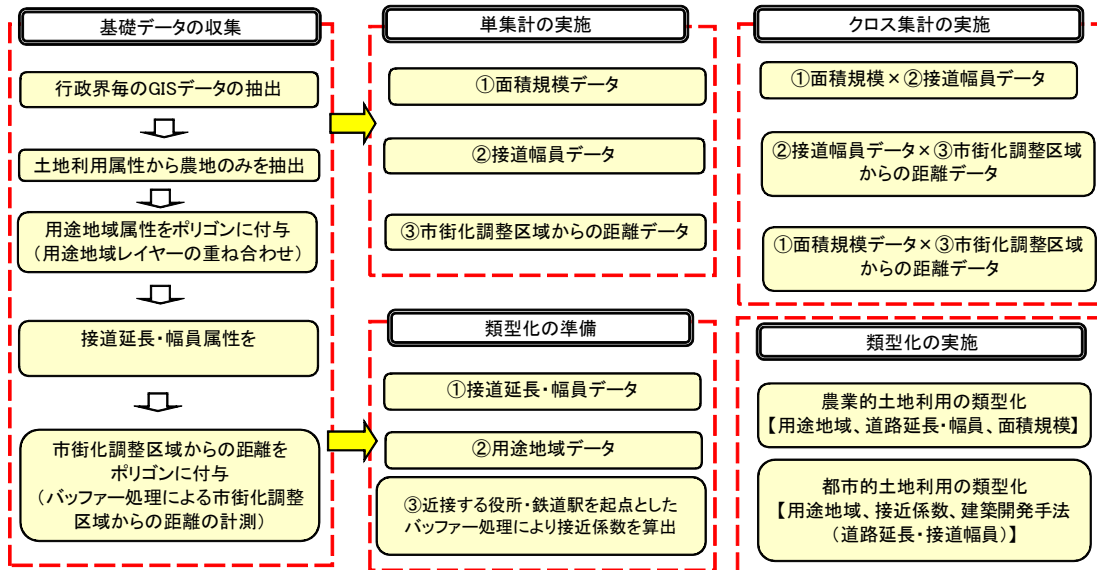 基礎データの収集
行政界毎のGISデータの抽出
土地利用属性から農地のみを抽出
用途地域属性をポリゴンに付与
（用途地域レイヤーの重ね合わせ）
接道延長・幅員属性を
市街化調整区域からの距離を
ポリゴンに付与
（バッファー処理による市街化調整
区域からの距離の計測）
単集計の実施
①面積規模データ
②接道幅員データ
③市街化調整区域からの距離データ
類型化の準備
①接道延長・幅員データ
②用途地域データ
③近接する役所・鉄道駅を起点とした
バッファー処理により接近係数を算出
クロス集計の実施
①面積規模×②接道幅員データ
②接道幅員データ×③市街化調整区域
からの距離データ
①面積規模データ×③市街化調整区域
からの距離データ
類型化の実施
農業的土地利用の類型化
【用途地域、道路延長・幅員、面積規模】
都市的土地利用の類型化
【用途地域、接近係数、建築開発手法
（道路延長・接道幅員）】